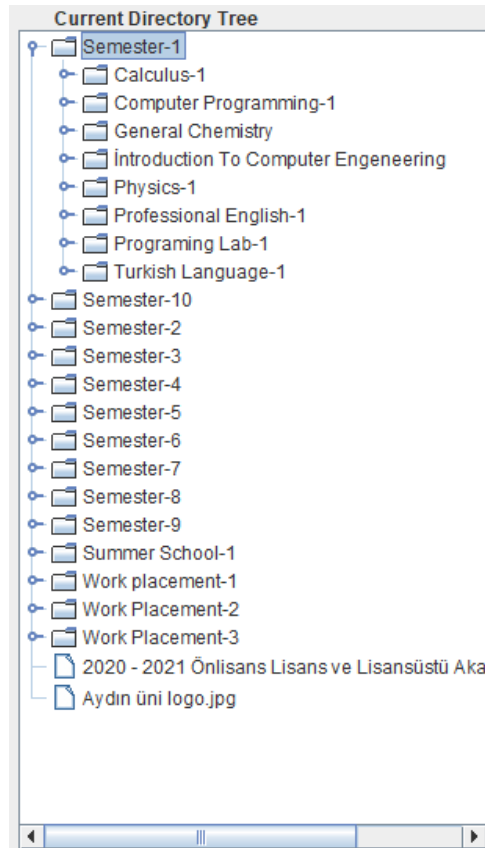 Current Directory Tree
Semester-1
Calculus-1
Computer Programming-1
General Chemistry
İntroduction To Computer Engeneering
Physics-1
Professional English-1
Programing Lab-1
Turkish Language-1
Semester-10
Semester-2
Semester-3
Semester-4
Semester-5
Semester-6
Semester-7
Semester-8
Semester-9
Summer School-1
Work placement-1
Work Placement-2
Work Placement-3
2020 - 2021 Önlisans Lisans ve Lisansüstü Aka
Aydın üni logo.jpg